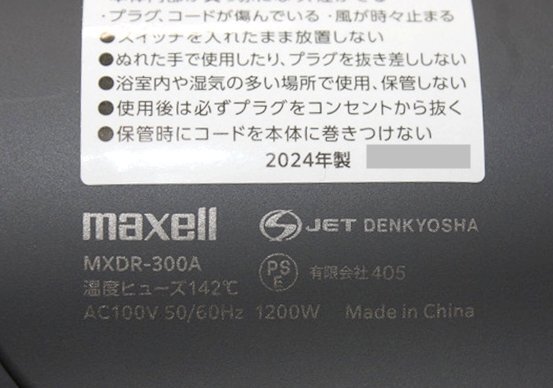 ・プラグ、コードが傷んでいる・風が時々止まる
●スイッチを入れたまま放置しない
●ぬれた手で使用したり、プラグを抜き差ししない
●浴室内や湿気の多い場所で使用、保管しない
●使用後は必ずプラグをコンセントから抜く
●保管時にコードを本体に巻きつけない
2024年製
maxell JET DENKYOSHA
MXDR-300A PSE 有限会社405
温度ヒューズ142℃
AC100V 50/60Hz 1200W Made in China